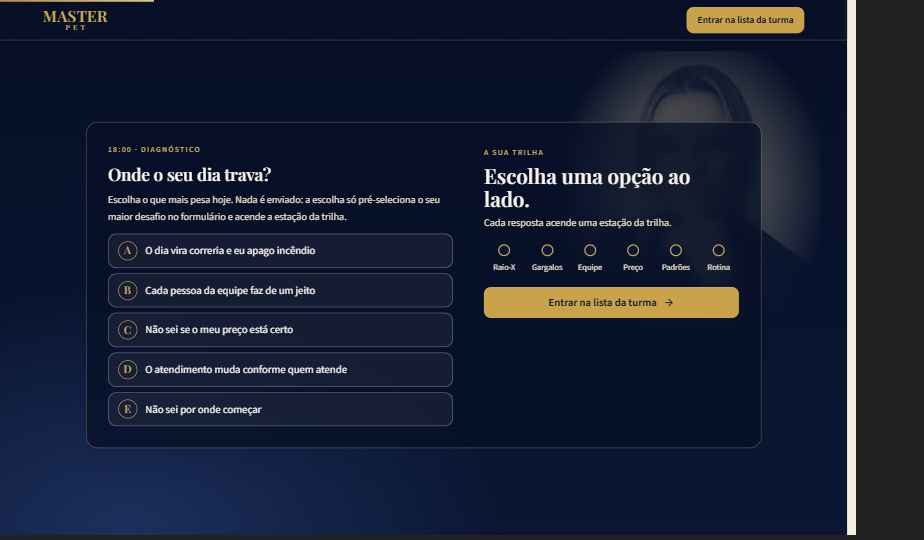 MASTER
PET
Entrar na lista da turma
18:00 - DIAGNÓSTICO
Onde o seu dia trava?
Escolha o que mais pesa hoje. Nada é enviado: a escolha só pré-seleciona o seu
maior desafio no formulário e acende a estação da trilha.
A O dia vira correria e eu apago incêndio
B Cada pessoa da equipe faz de um jeito
C Não sei se o meu preço está certo
D O atendimento muda conforme quem atende
E Não sei por onde começar
A SUA TRILHA
Escolha uma opção ao
lado.
Cada resposta acende uma estação da trilha.
Raio-X Gargalos Equipe Preço Padrões Rotina
Entrar na lista da turma →